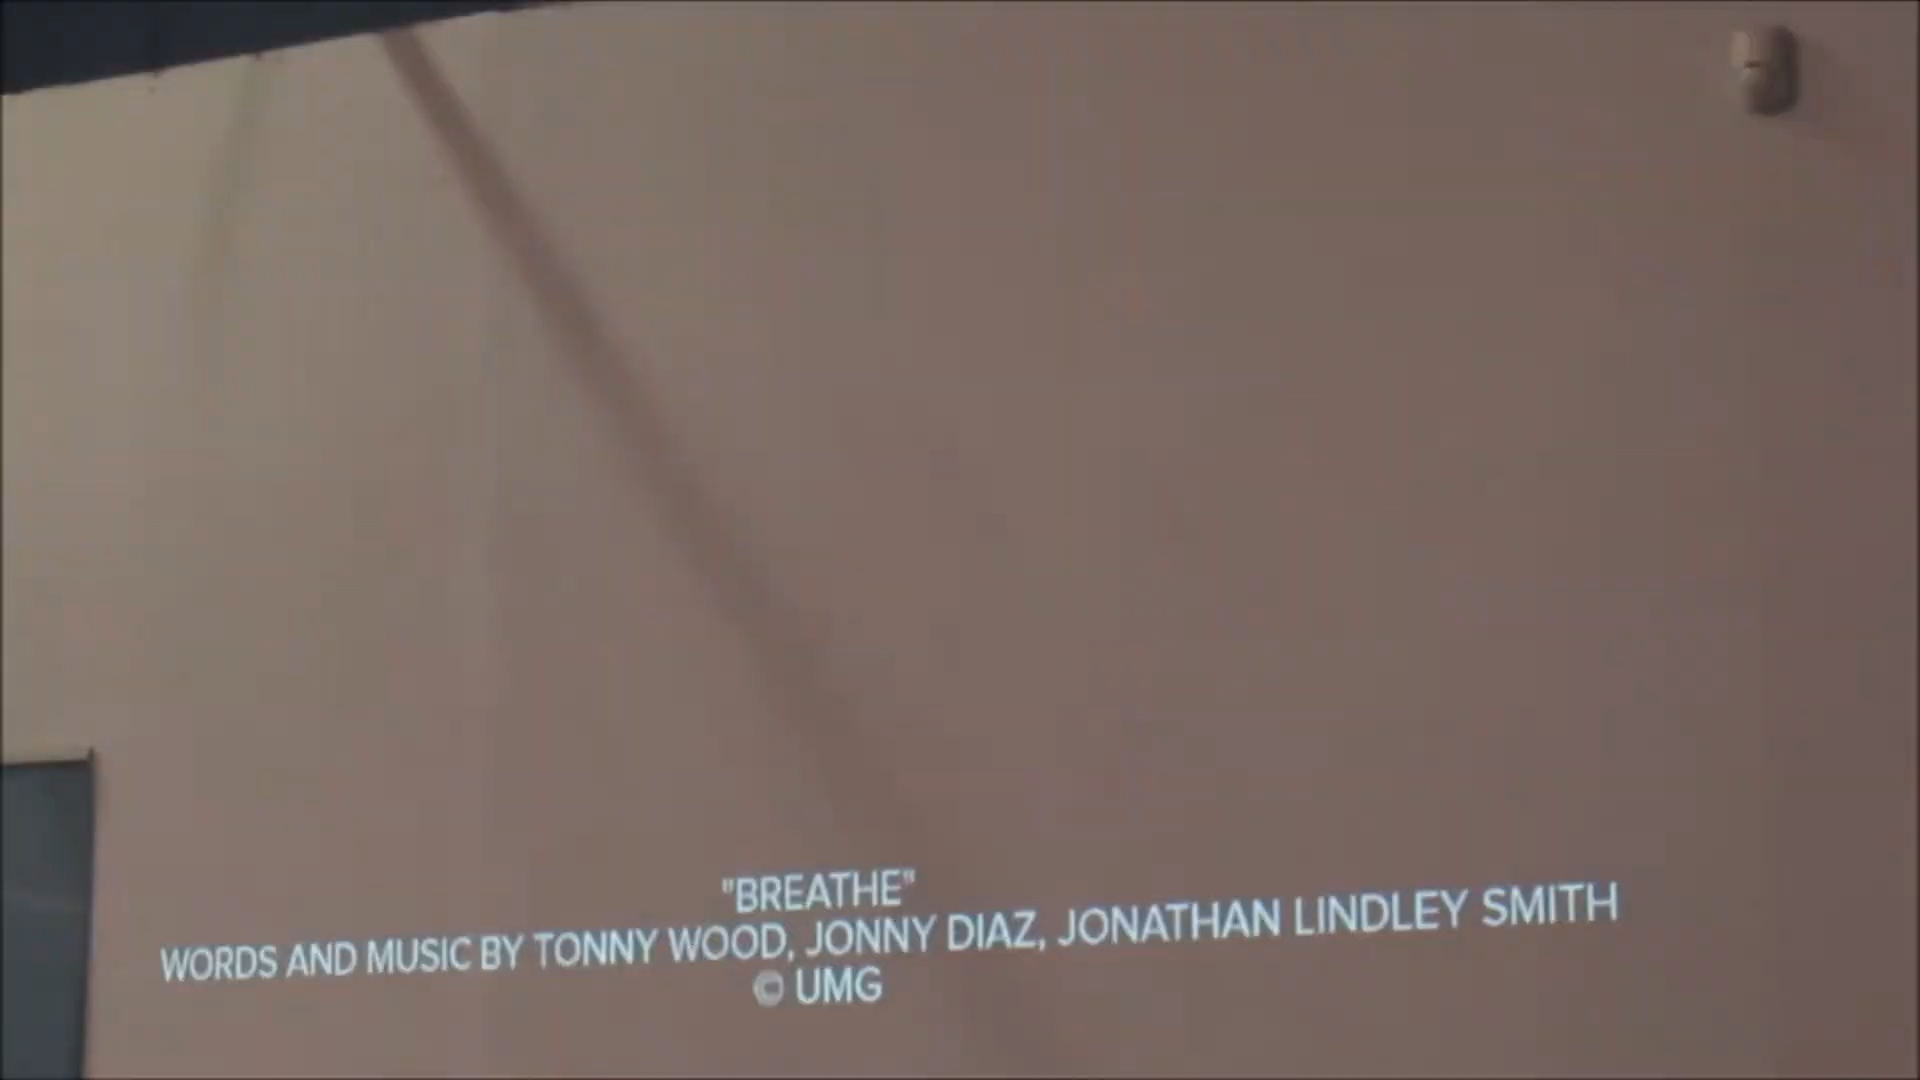 "BREATHE"
WORDS AND MUSIC BY TONNY WOOD, JONNY DIAZ, JONATHAN LINDLEY SMITH
© UMG